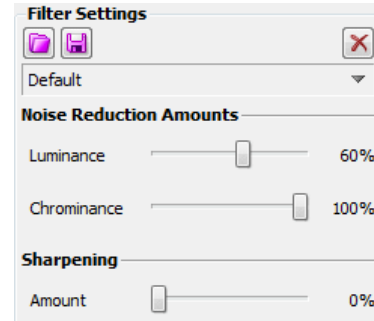 Filter Settings
Default
Noise Reduction Amounts
Luminance 60%
Chrominance 100%
Sharpening
Amount 0%